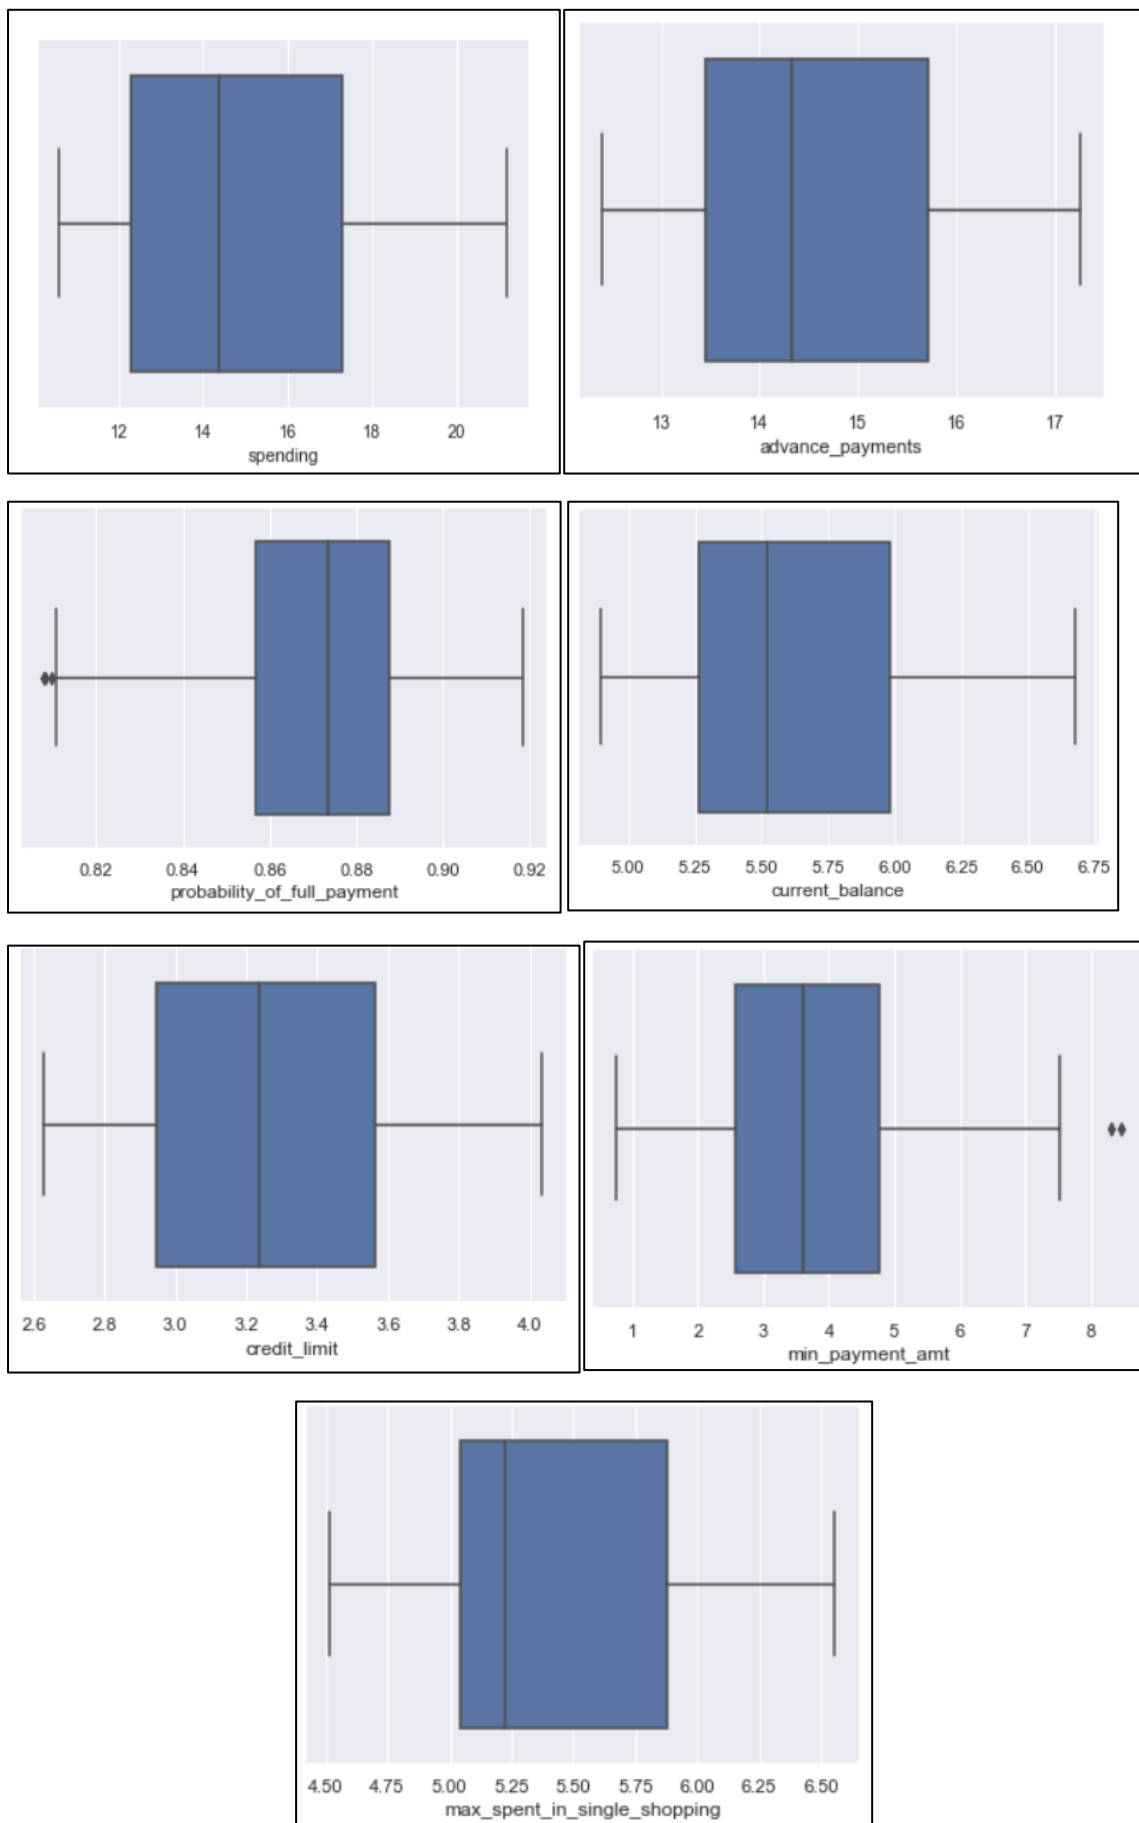 12 14 16 18 20
spending
13 14 15 16 17
advance_payments
0.82 0.84 0.86 0.88 0.90 0.92
probability_of_full_payment
5.00 5.25 5.50 5.75 6.00 6.25 6.50 6.75
current_balance
2.6 2.8 3.0 3.2 3.4 3.6 3.8 4.0
credit_limit
1 2 3 4 5 6 7 8
min_payment_amt
4.50 4.75 5.00 5.25 5.50 5.75 6.00 6.25 6.50
max_spent_in_single_shopping